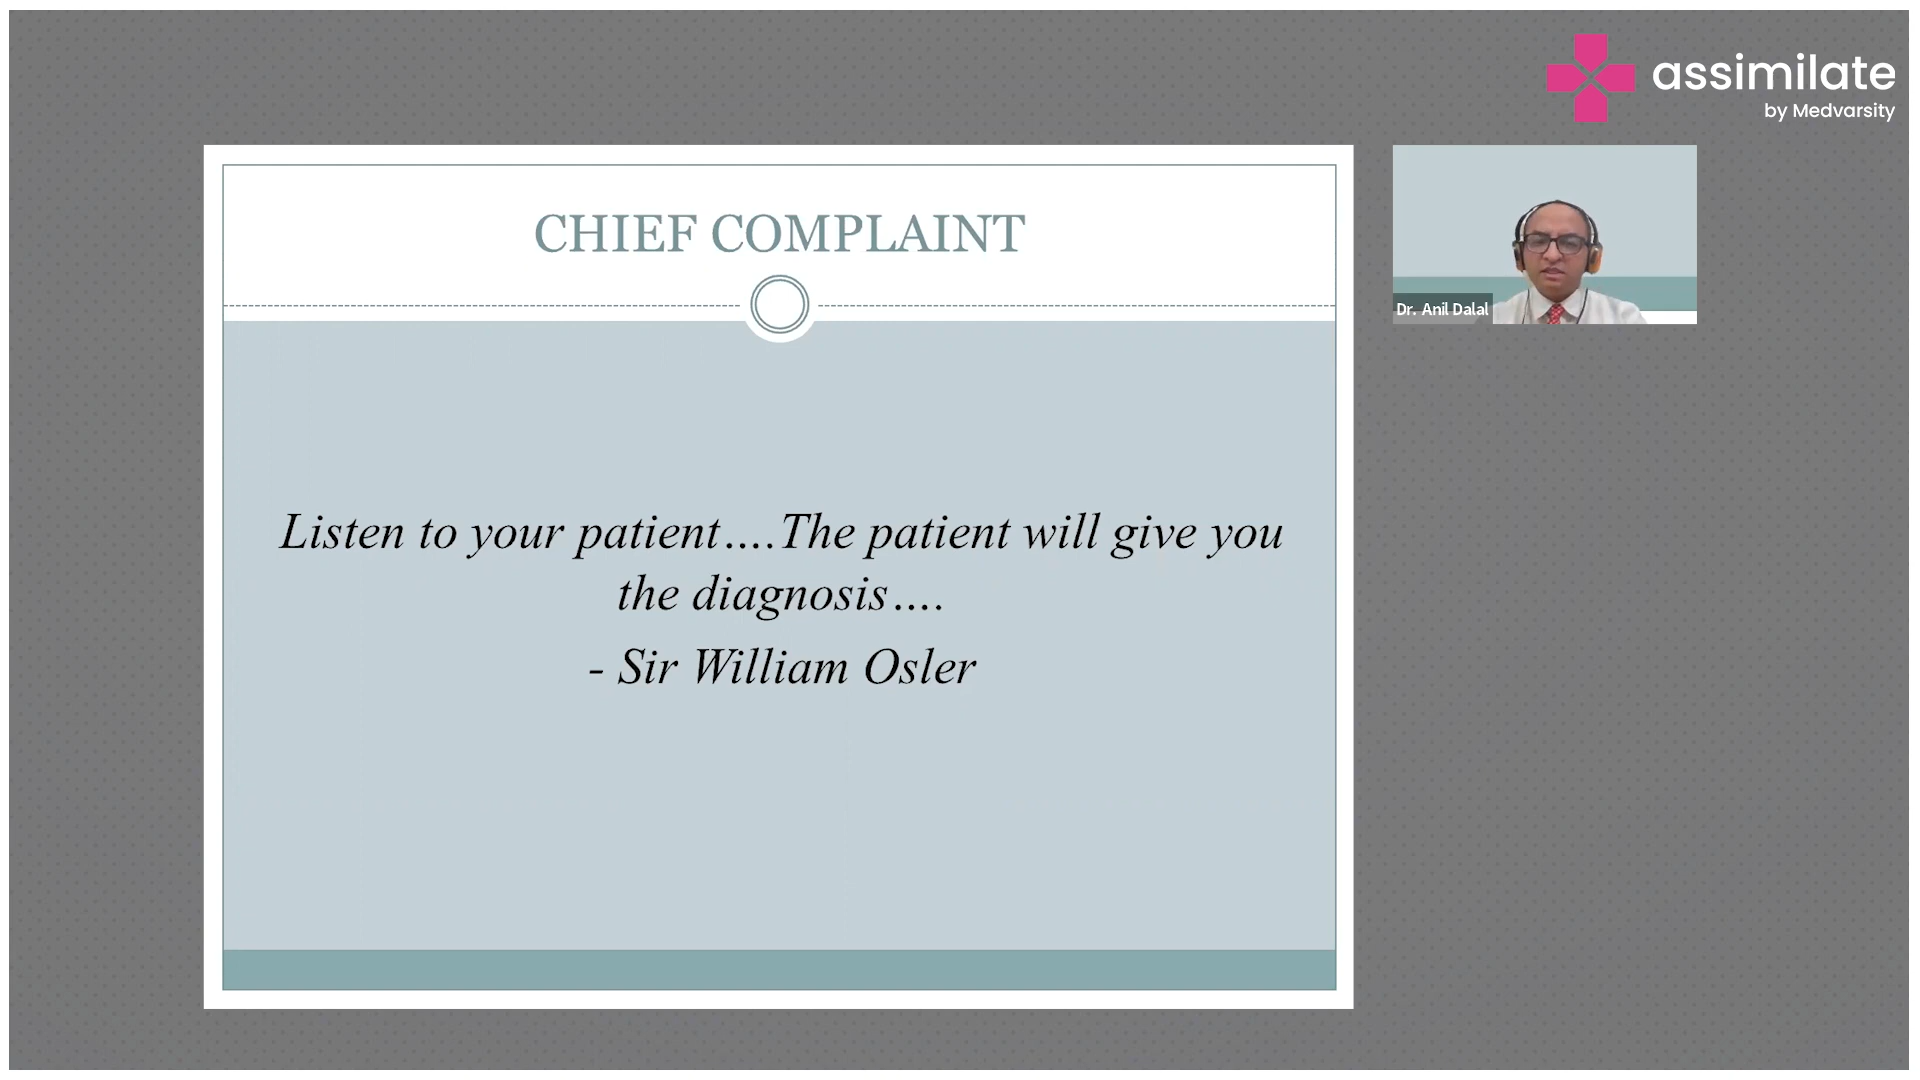 assimilate
by Medvarsity
CHIEF COMPLAINT
Dr. Anil Dalal
Listen to your patient....The patient will give you
the diagnosis....
- Sir William Osler